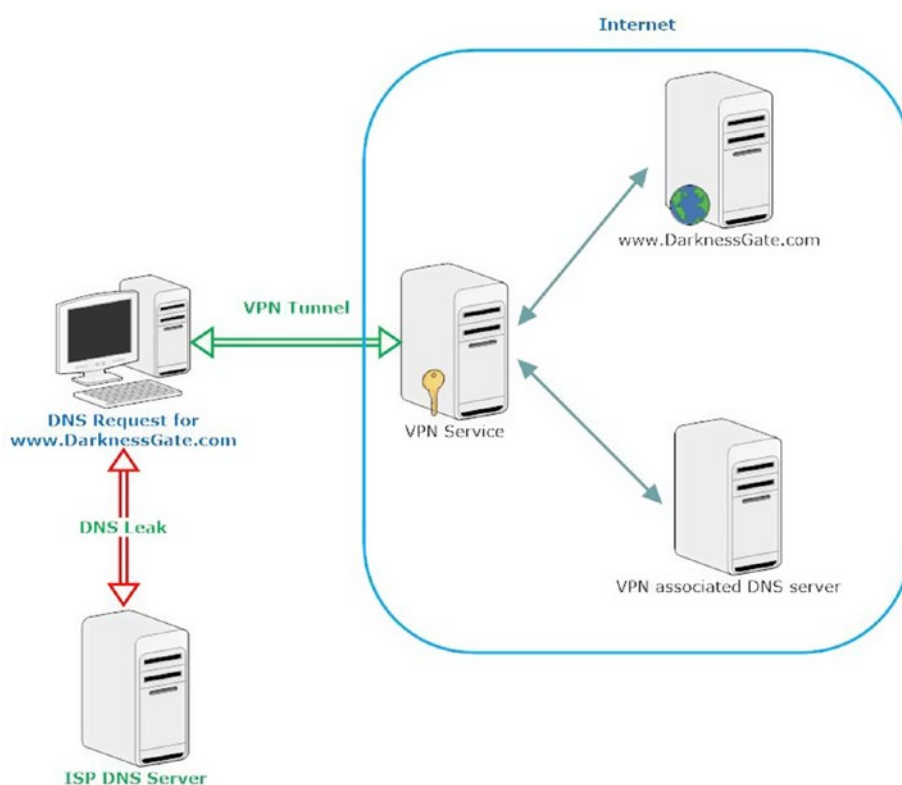 Internet
www.DarknessGate.com
VPN Tunnel
DNS Request for
www.DarknessGate.com
VPN Service
DNS Leak
VPN associated DNS server
ISP DNS Server